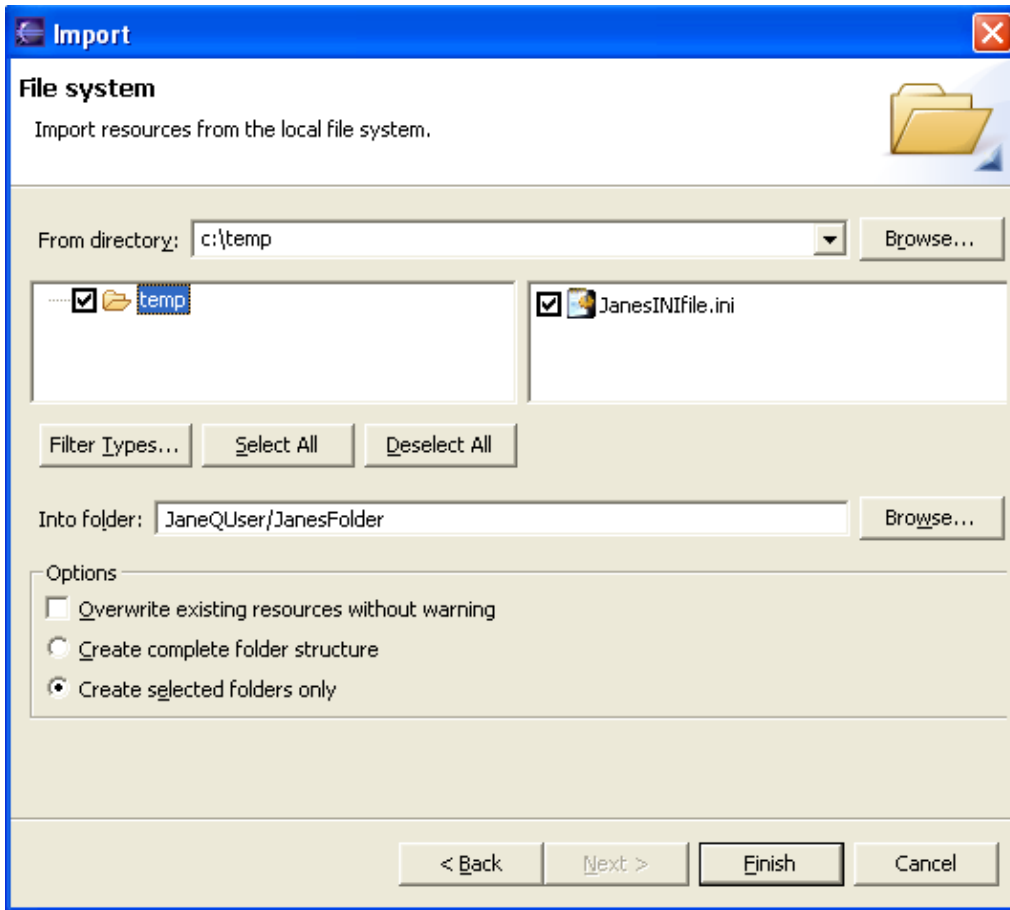 Import
File system
Import resources from the local file system.
From directory: c:\temp Browse...
temp JanesINIfile.ini
Filter Types... Select All Deselect All
Into folder: JaneQUser/JanesFolder Browse...
Options
Overwrite existing resources without warning
Create complete folder structure
Create selected folders only
< Back Next > Finish Cancel